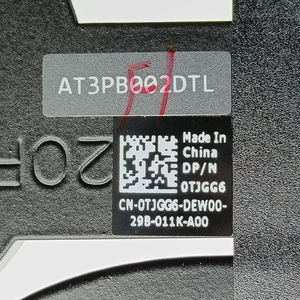 AT3PB002DTL
Made In
China
DP/N
0TJGG6
CN-0TJGG6-DEW00-
29B-011K-A00